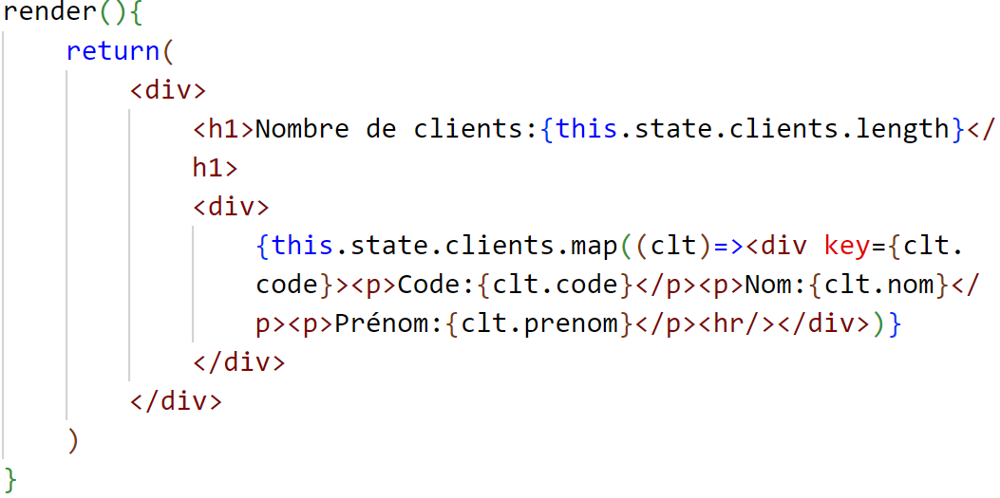 render(){
return(
<div>
<h1>Nombre de clients:{this.state.clients.length}</
h1>
<div>
{this.state.clients.map((clt)=><div key={clt.
code}><p>Code:{clt.code}</p><p>Nom:{clt.nom}</
p><p>Prénom:{clt.prenom}</p><hr/></div>)}
</div>
</div>
)
}